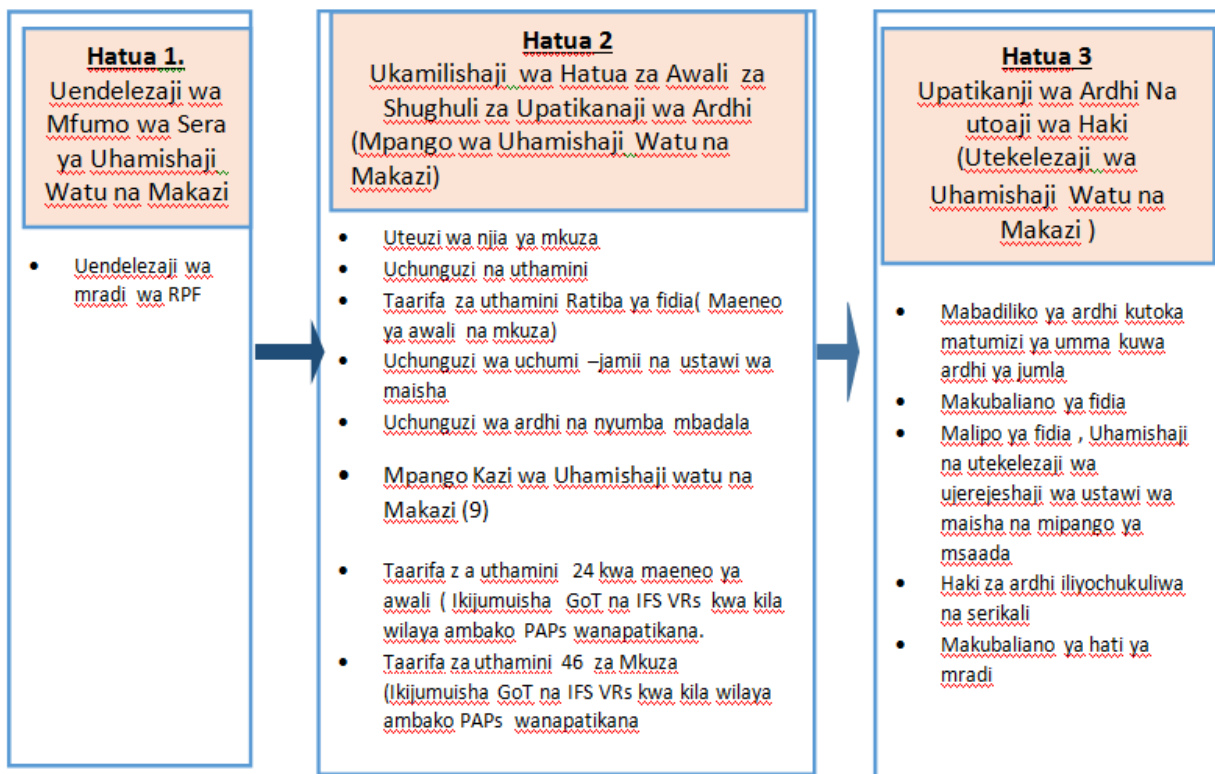 Hatua 1.
Uendelezaji wa
Mfumo wa Sera
ya Uhamishaji
Watu na Makazi
• Uendelezaji wa
mradi wa RPF
Hatua 2
Ukamilishaji wa Hatua za Awali za
Shughuli za Upatikanaji wa Ardhi
(Mpango wa Uhamishaji Watu na
Makazi)
• Uteuzi wa njia ya mkuza
• Uchunguzi na uthamini
• Taarifa za uthamini Ratiba ya fidia( Maeneo
ya awali na mkuza)
• Uchunguzi wa uchumi –jamii na ustawi wa
maisha
• Uchunguzi wa ardhi na nyumba mbadala
• Mpango Kazi wa Uhamishaji watu na
Makazi (9)
• Taarifa z a uthamini 24 kwa maeneo ya
awali ( Ikijumuisha GoT na IFS VRs kwa kila
wilaya ambako PAPs wanapatikana.
• Taarifa za uthamini 46 za Mkuza
(Ikijumuisha GoT na IFS VRs kwa kila wilaya
ambako PAPs wanapatikana
Hatua 3
Upatikanji wa Ardhi Na
utoaji wa Haki
(Utekelezaji wa
Uhamishaji Watu na
Makazi )
• Mabadiliko ya ardhi kutoka
matumizi ya umma kuwa
ardhi ya jumla
• Makubaliano ya fidia
• Malipo ya fidia , Uhamishaji
na utekelezaji wa
ujerejeshaji wa ustawi wa
maisha na mipango ya
msaada
• Haki za ardhi iliyochukuliwa
na serikali
• Makubaliano ya hati ya
mradi